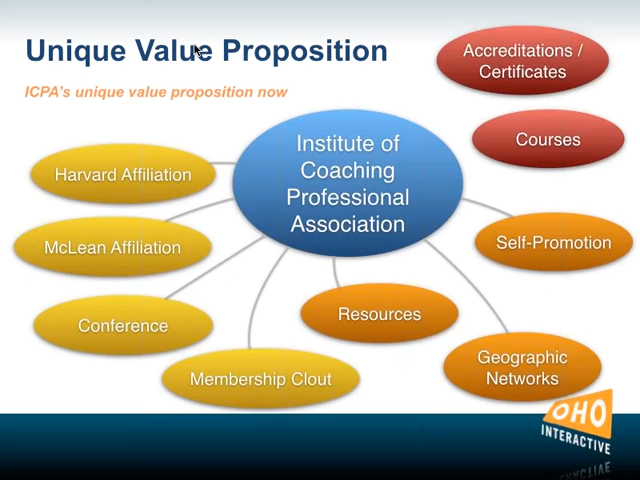 Unique Value Proposition
ICPA's unique value proposition now
Accreditations /
Certificates
Courses
Institute of
Coaching
Professional
Association
Harvard Affiliation
McLean Affiliation
Self-Promotion
Conference
Resources
Membership Clout
Geographic
Networks
OHO
INTERACTIVE